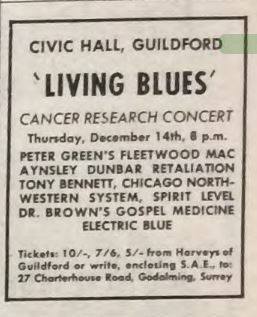 CIVIC HALL, GUILDFORD
'LIVING BLUES'
CANCER RESEARCH CONCERT
Thursday, December 14th, 8 p.m.
PETER GREEN'S FLEETWOOD MAC
AYNSLEY DUNBAR RETALIATION
TONY BENNETT, CHICAGO NORTH-
WESTERN SYSTEM, SPIRIT LEVEL
DR. BROWN'S GOSPEL MEDICINE
ELECTRIC BLUE
Tickets: 10/-, 7/6, 5/- from Harveys of
Guildford or write, enclosing S.A.E., to:
27 Charterhouse Road, Godalming, Surrey